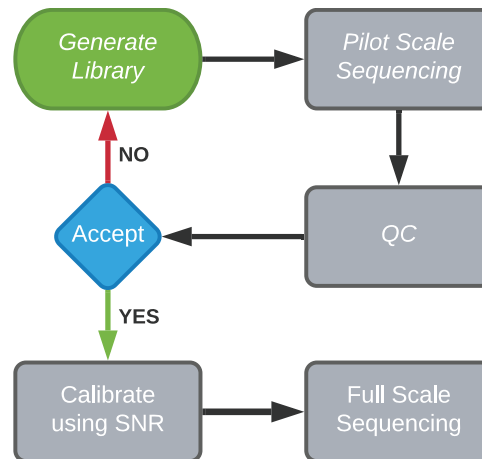 Generate
Library
Pilot Scale
Sequencing
NO
Accept
QC
YES
Calibrate
using SNR
Full Scale
Sequencing